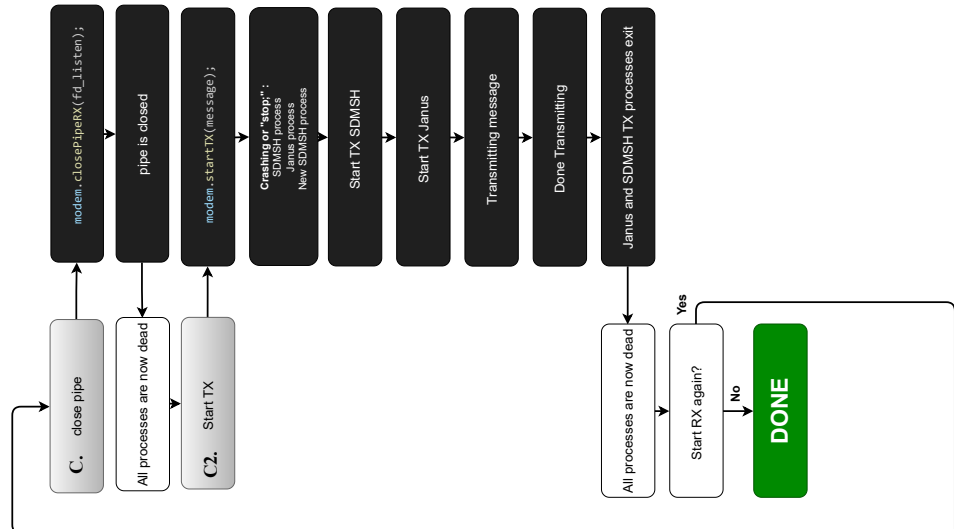 modem.closePipeRX(fd_listen);
pipe is closed
modem.startTX(message);
Crashing or "stop;" :
SDMSH process
Janus process
New SDMSH process
Start TX SDMSH
Start TX Janus
Transmitting message
Done Transmitting
Janus and SDMSH TX processes exit
C. close pipe
All processes are now dead
C2. Start TX
All processes are now dead
Start RX again?
Yes
No
DONE